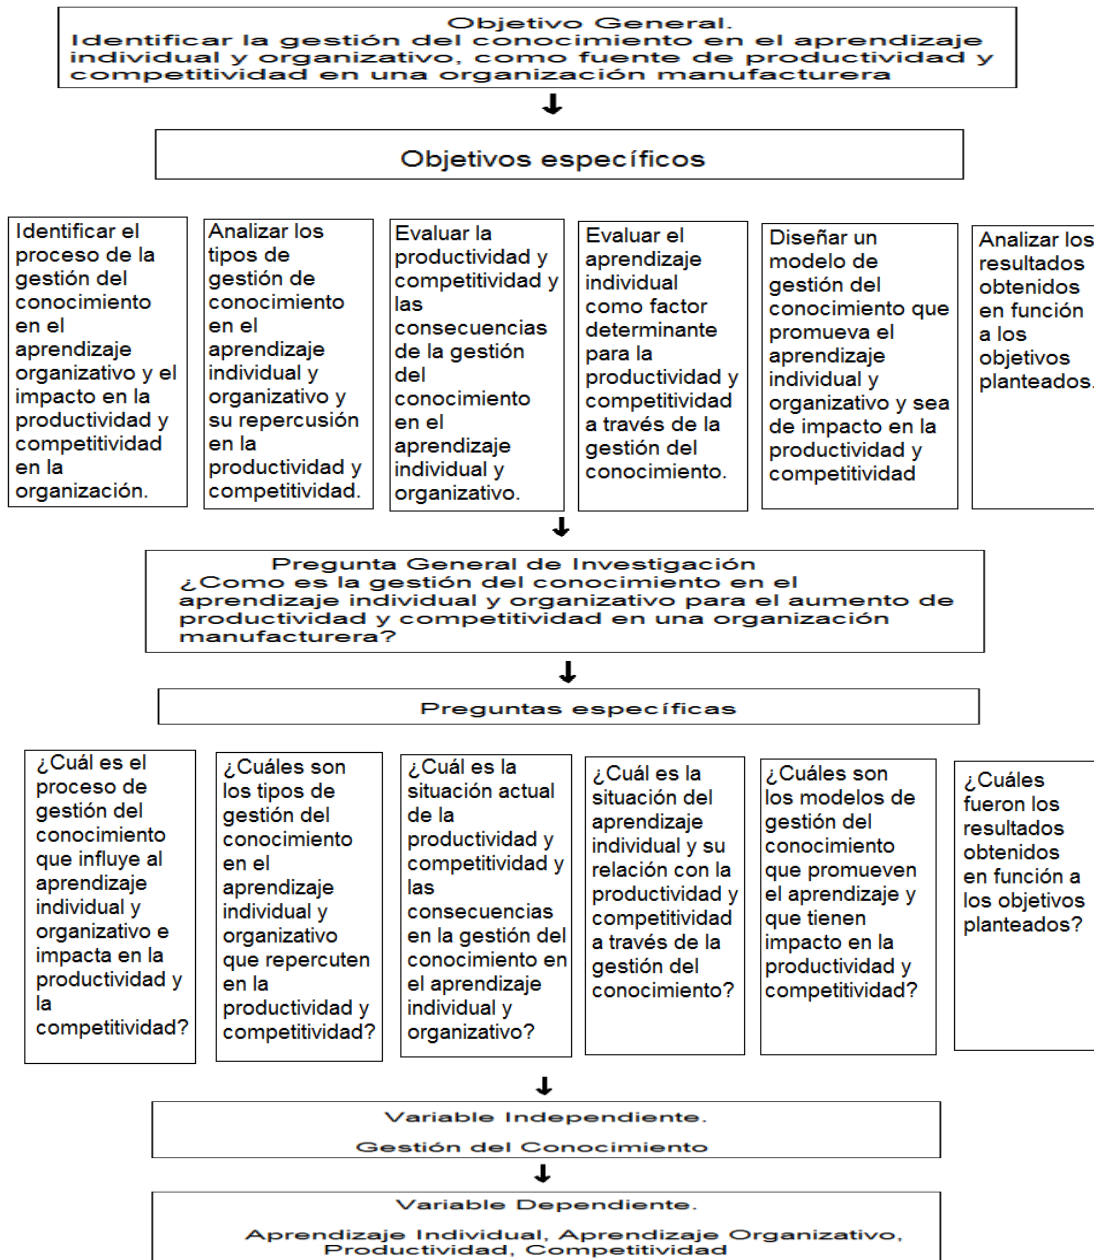 Objetivo General.
Identificar la gestión del conocimiento en el aprendizaje
individual y organizativo, como fuente de productividad y
competitividad en una organización manufacturera
Objetivos específicos
Identificar el
proceso de la
gestión del
conocimiento
en el
aprendizaje
organizativo y el
impacto en la
productividad y
competitividad
en la
organización.
Analizar los
tipos de
gestión de
conocimiento
en el
aprendizaje
individual y
organizativo y
su repercusión
en la
productividad y
competitividad.
Evaluar la
productividad y
competitividad y
las
consecuencias
de la gestión
del
conocimiento
en el
aprendizaje
individual y
organizativo.
Evaluar el
aprendizaje
individual
como factor
determinante
para la
productividad y
competitividad
a través de la
gestión del
conocimiento.
Diseñar un
modelo de
gestión del
conocimiento que
promueva el
aprendizaje
individual y
organizativo y sea
de impacto en la
productividad y
competitividad
Analizar los
resultados
obtenidos
en función
a los
objetivos
planteados.
Pregunta General de Investigación
¿Como es la gestión del conocimiento en el
aprendizaje individual y organizativo para el aumento de
productividad y competitividad en una organización
manufacturera?
Preguntas específicas
¿Cuál es el
proceso de
gestión del
conocimiento
que influye al
aprendizaje
individual y
organizativo e
impacta en la
productividad y
la
competitividad?
¿Cuáles son
los tipos de
gestión del
conocimiento
en el
aprendizaje
individual y
organizativo
que repercuten
en la
productividad y
competitividad?
¿Cuál es la
situación actual
de la
productividad y
competitividad y
las
consecuencias
en la gestión del
conocimiento en
el aprendizaje
individual y
organizativo?
¿Cuál es la
situación del
aprendizaje
individual y su
relación con la
productividad y
competitividad
a través de la
gestión del
conocimiento?
¿Cuáles son
los modelos de
gestión del
conocimiento
que promueven
el aprendizaje y
que tienen
impacto en la
productividad y
competitividad?
¿Cuáles
fueron los
resultados
obtenidos
en función a
los objetivos
planteados?
Variable Independiente.
Gestión del Conocimiento
Variable Dependiente.
Aprendizaje Individual, Aprendizaje Organizativo,
Productividad, Competitividad